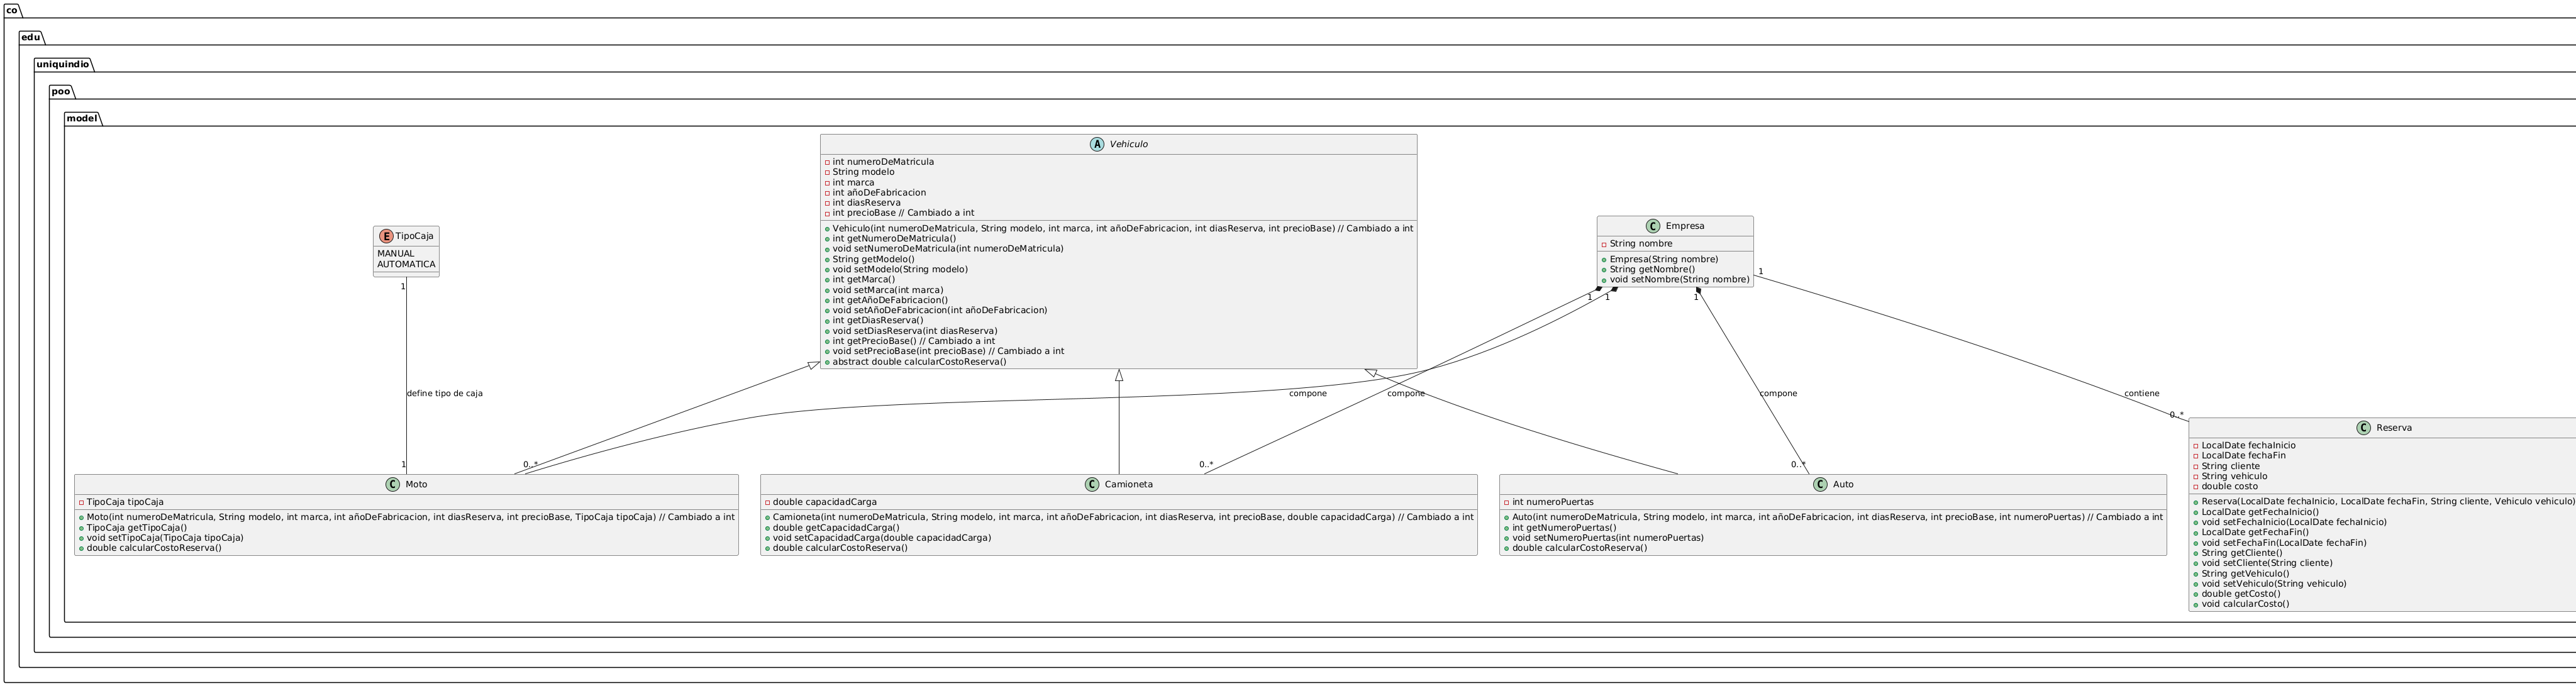 co
edu
uniquindio
poo
model
A Vehiculo
int numeroDeMatricula
String modelo
int marca
int añoDeFabricacion
int diasReserva
int precioBase // Cambiado a int
Vehiculo(int numeroDeMatricula, String modelo, int marca, int añoDeFabricacion, int diasReserva, int precioBase) // Cambiado a int
int getNumeroDeMatricula()
void setNumeroDeMatricula(int numeroDeMatricula)
String getModelo()
void setModelo(String modelo)
int getMarca()
void setMarca(int marca)
int getAñoDeFabricacion()
void setAñoDeFabricacion(int añoDeFabricacion)
int getDiasReserva()
void setDiasReserva(int diasReserva)
int getPrecioBase() // Cambiado a int
void setPrecioBase(int precioBase) // Cambiado a int
abstract double calcularCostoReserva()
E TipoCaja
MANUAL
AUTOMATICA
C Empresa
String nombre
Empresa(String nombre)
String getNombre()
void setNombre(String nombre)
1
1
1
1
1
define tipo de caja
compone
compone
compone
contiene
1
0..*
0..*
0..*
0..*
C Moto
TipoCaja tipoCaja
Moto(int numeroDeMatricula, String modelo, int marca, int añoDeFabricacion, int diasReserva, int precioBase, TipoCaja tipoCaja) // Cambiado a int
TipoCaja getTipoCaja()
void setTipoCaja(TipoCaja tipoCaja)
double calcularCostoReserva()
C Camioneta
double capacidadCarga
Camioneta(int numeroDeMatricula, String modelo, int marca, int añoDeFabricacion, int diasReserva, int precioBase, double capacidadCarga) // Cambiado a int
double getCapacidadCarga()
void setCapacidadCarga(double capacidadCarga)
double calcularCostoReserva()
C Auto
int numeroPuertas
Auto(int numeroDeMatricula, String modelo, int marca, int añoDeFabricacion, int diasReserva, int precioBase, int numeroPuertas) // Cambiado a int
int getNumeroPuertas()
void setNumeroPuertas(int numeroPuertas)
double calcularCostoReserva()
C Reserva
LocalDate fechaInicio
LocalDate fechaFin
String cliente
String vehiculo
double costo
Reserva(LocalDate fechaInicio, LocalDate fechaFin, String cliente, Vehiculo vehiculo)
LocalDate getFechaInicio()
void setFechaInicio(LocalDate fechaInicio)
LocalDate getFechaFin()
void setFechaFin(LocalDate fechaFin)
String getCliente()
void setCliente(String cliente)
String getVehiculo()
void setVehiculo(String vehiculo)
double getCosto()
void calcularCosto()